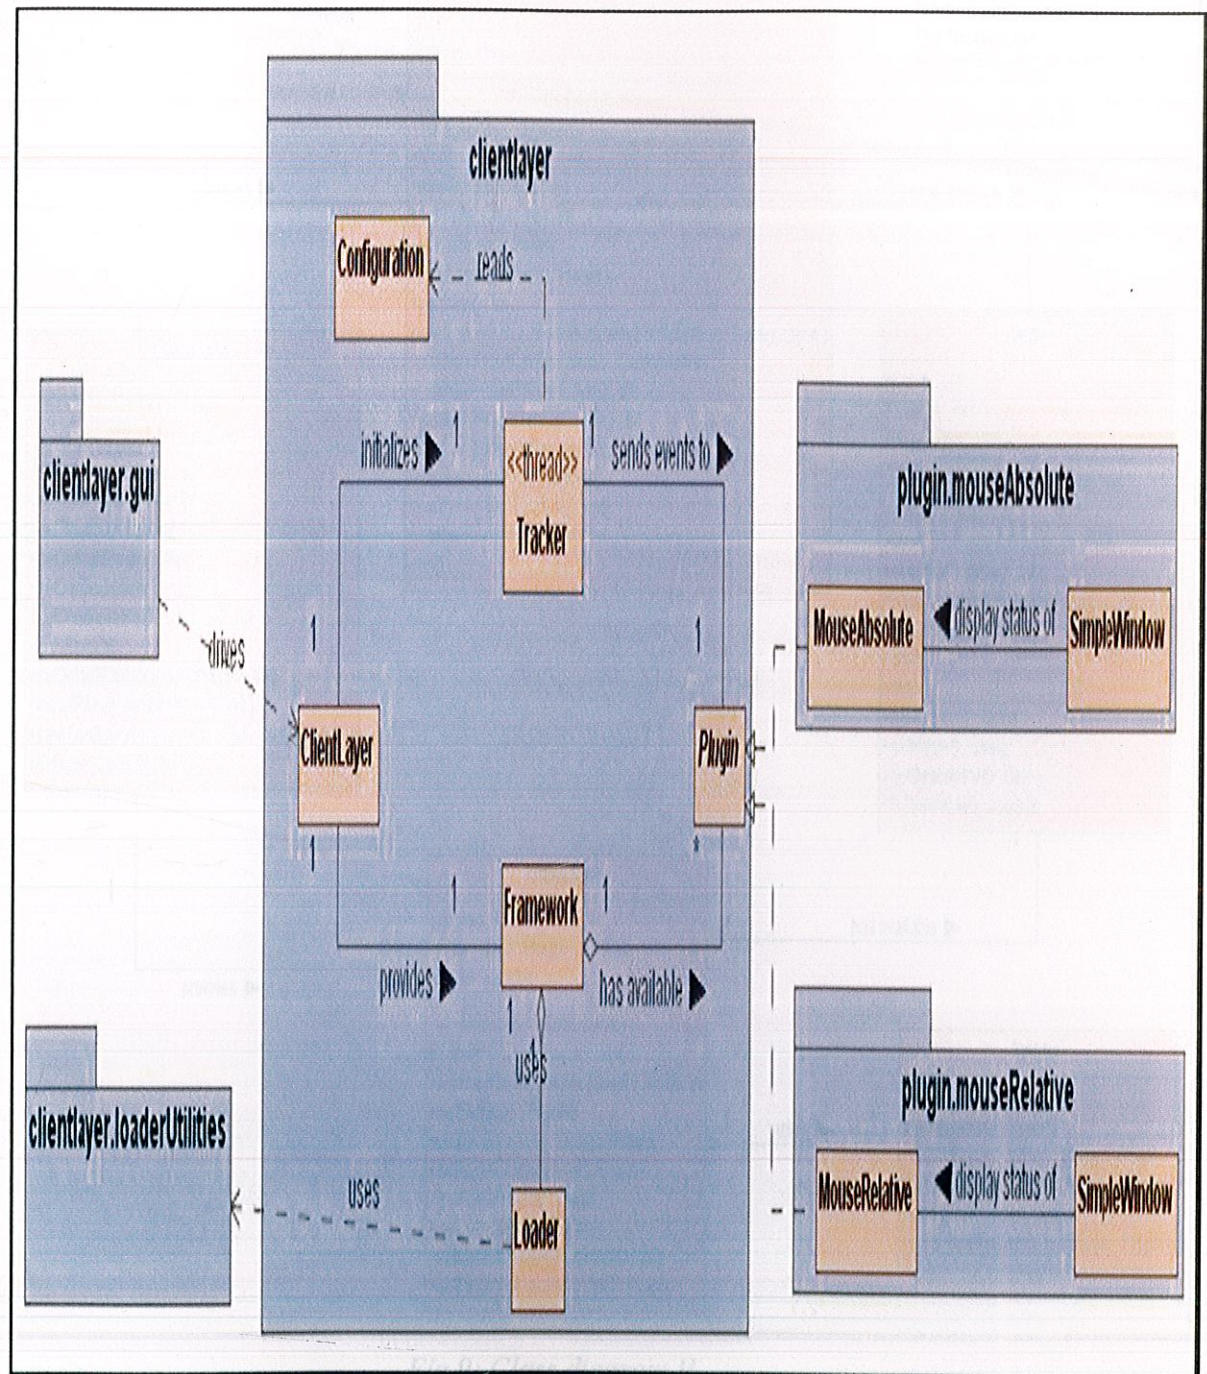 clientlayer
Configuration
reads
1
1
initializes
<<thread>>
sends events to
Tracker
clientlayer.gui
drives
1
1
ClientLayer
Plugin
1
*
1
Framework
1
provides
has available
1
1
uses
clientlayer.loaderUtilities
uses
Loader
plugin.mouseAbsolute
MouseAbsolute
display status of
SimpleWindow
plugin.mouseRelative
MouseRelative
display status of
SimpleWindow